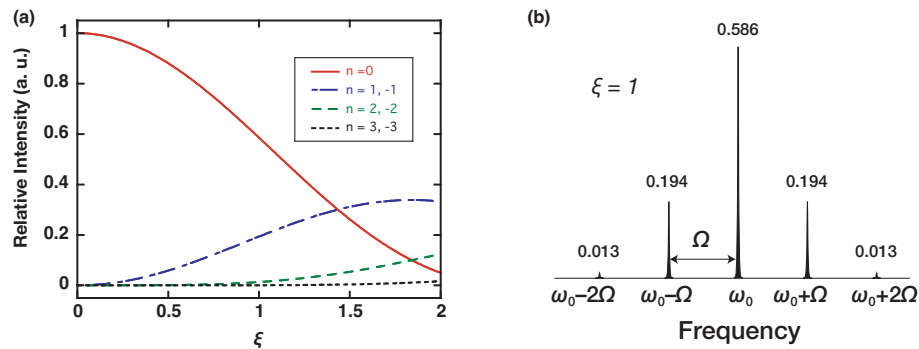 (a)
Relative Intensity (a. u.)
1
0.8
0.6
0.4
0.2
0
0
0.5
1
1.5
2
ξ
n =0
n = 1, -1
n = 2, -2
n = 3, -3
(b)
ξ = 1
0.586
0.194
0.194
0.013
0.013
Ω
ω₀−2Ω ω₀−Ω ω₀ ω₀+Ω ω₀+2Ω
Frequency